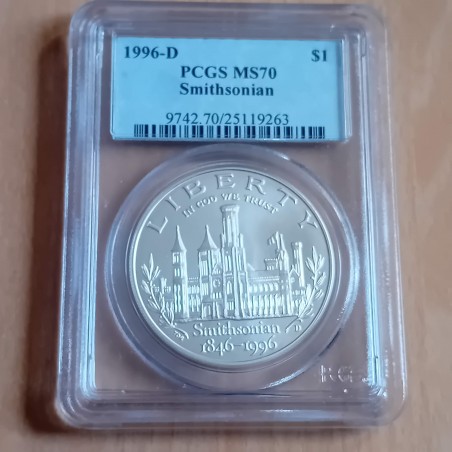 1996-D $1
PCGS MS70
Smithsonian
9742.70/25119263
LIBERTY
IN GOD WE TRUST
Smithsonian
1846-1996